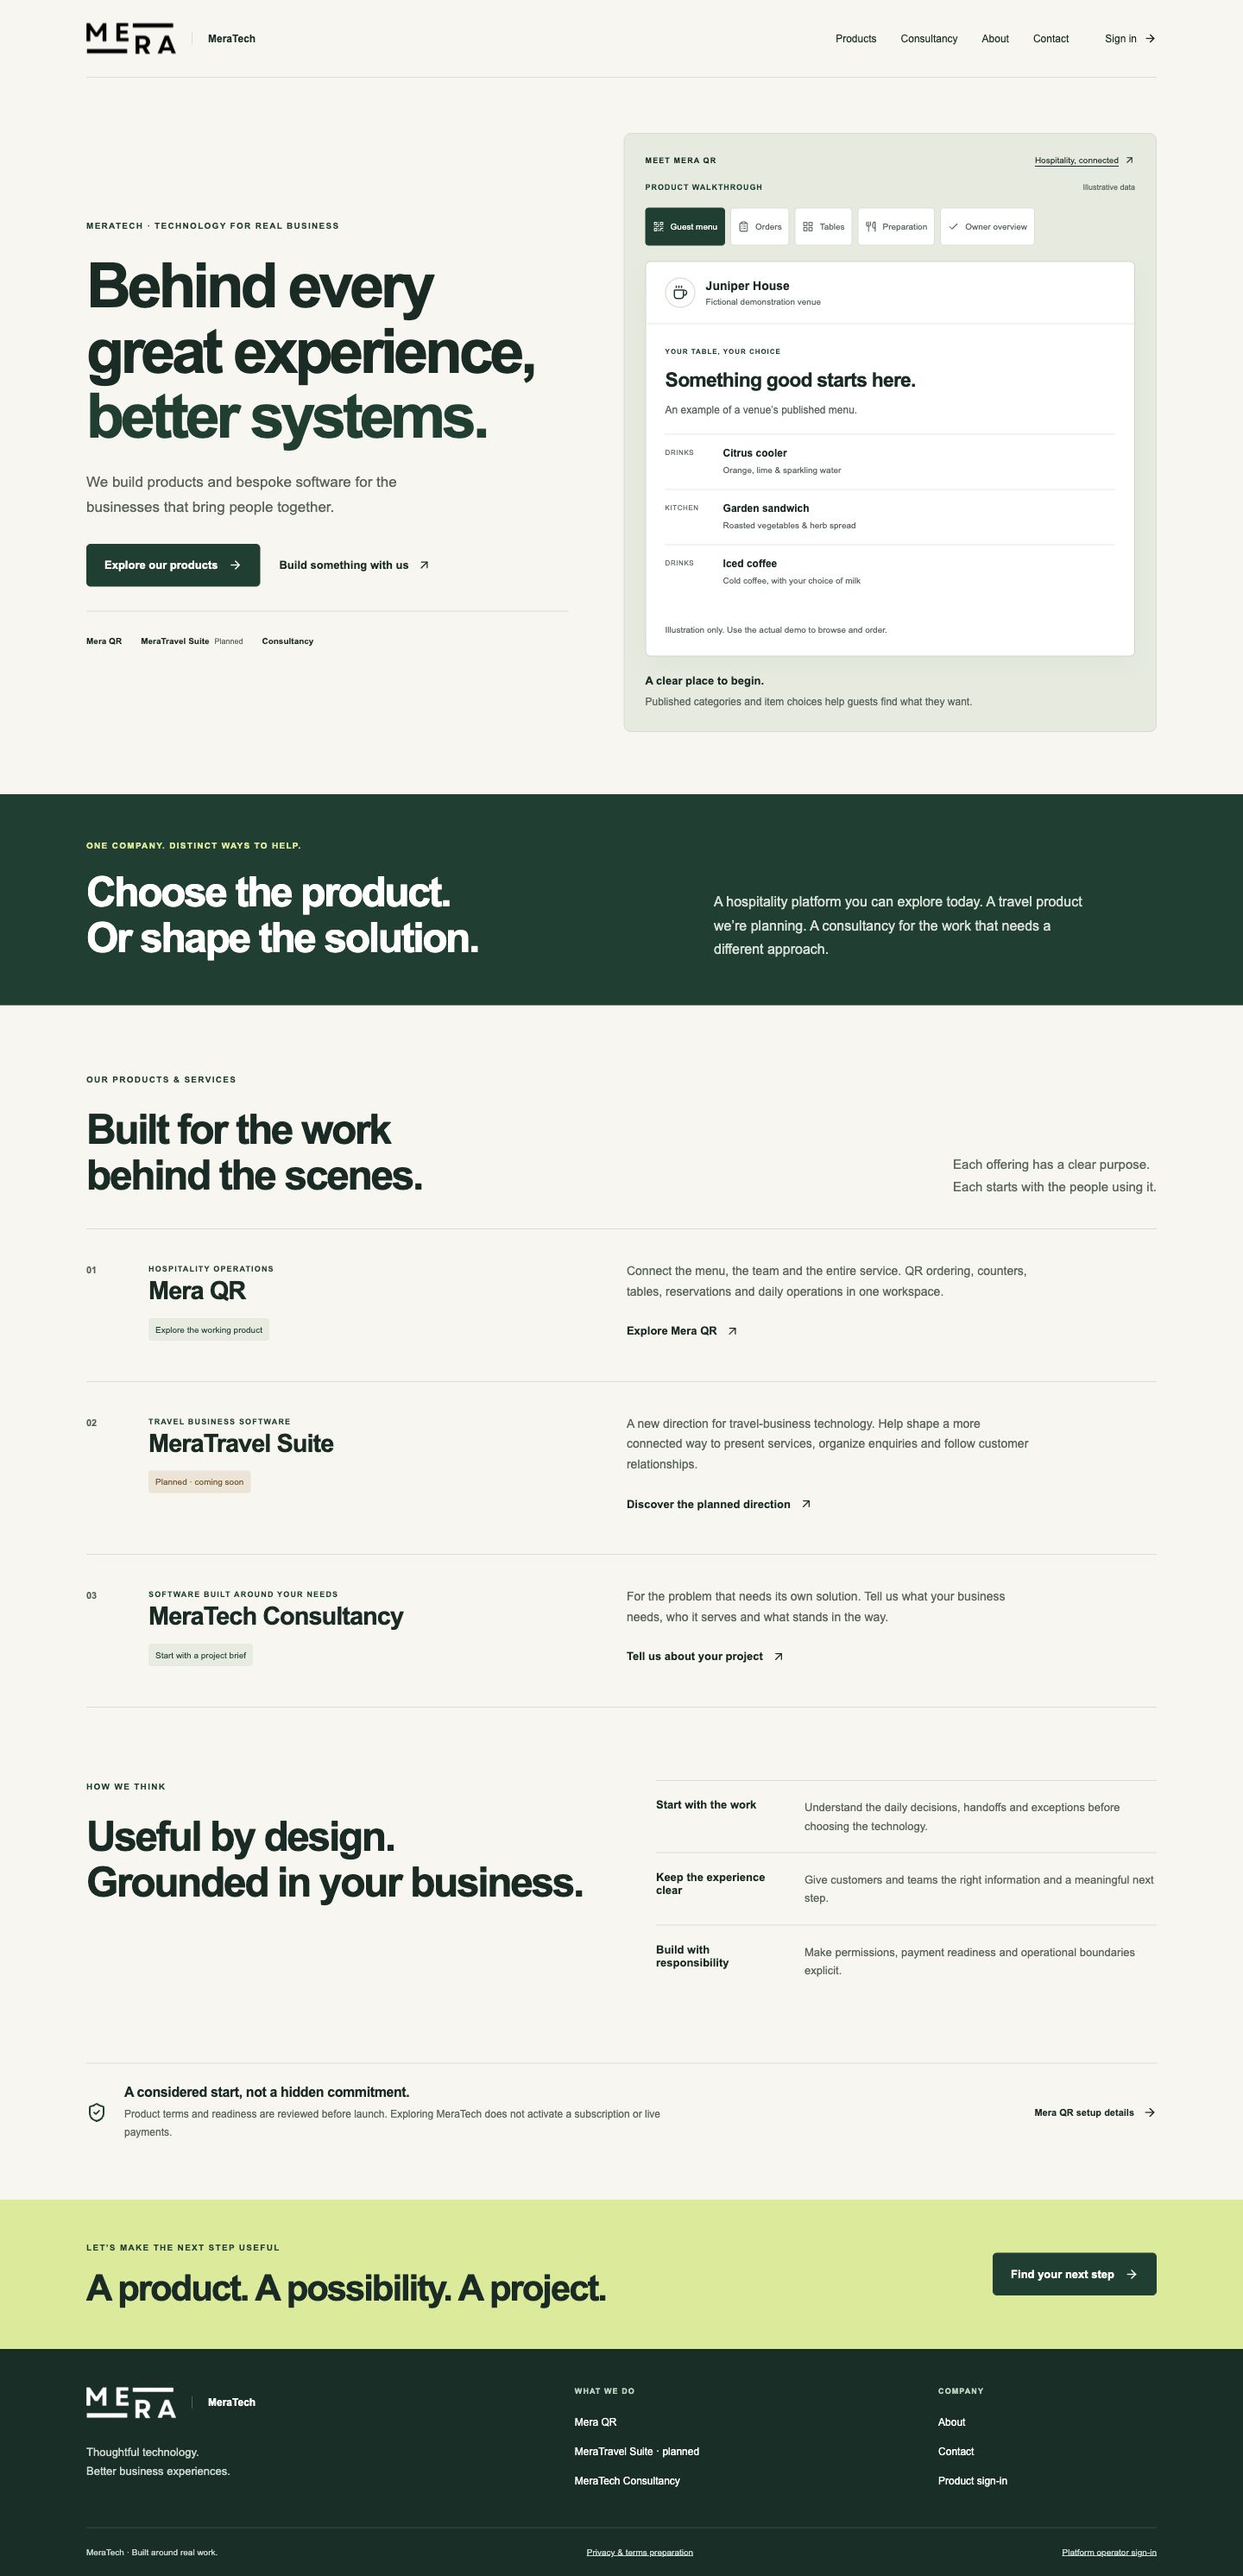 MERA
MeraTech
Products
Consultancy
About
Contact
Sign in
MERATECH · TECHNOLOGY FOR REAL BUSINESS
Behind every
great experience,
better systems.
We build products and bespoke software for the
businesses that bring people together.
Explore our products
Build something with us
Mera QR
MeraTravel Suite Planned
Consultancy
MEET MERA QR
Hospitality, connected
PRODUCT WALKTHROUGH
Illustrative data
Guest menu
Orders
Tables
Preparation
Owner overview
Juniper House
Fictional demonstration venue
YOUR TABLE, YOUR CHOICE
Something good starts here.
An example of a venue’s published menu.
DRINKS
Citrus cooler
Orange, lime & sparkling water
KITCHEN
Garden sandwich
Roasted vegetables & herb spread
DRINKS
Iced coffee
Cold coffee, with your choice of milk
Illustration only. Use the actual demo to browse and order.
A clear place to begin.
Published categories and item choices help guests find what they want.
ONE COMPANY. DISTINCT WAYS TO HELP.
Choose the product.
Or shape the solution.
A hospitality platform you can explore today. A travel product
we’re planning. A consultancy for the work that needs a
different approach.
OUR PRODUCTS & SERVICES
Built for the work
behind the scenes.
Each offering has a clear purpose.
Each starts with the people using it.
01
HOSPITALITY OPERATIONS
Mera QR
Explore the working product
Connect the menu, the team and the entire service. QR ordering, counters,
tables, reservations and daily operations in one workspace.
Explore Mera QR
02
TRAVEL BUSINESS SOFTWARE
MeraTravel Suite
Planned · coming soon
A new direction for travel-business technology. Help shape a more
connected way to present services, organize enquiries and follow customer
relationships.
Discover the planned direction
03
SOFTWARE BUILT AROUND YOUR NEEDS
MeraTech Consultancy
Start with a project brief
For the problem that needs its own solution. Tell us what your business
needs, who it serves and what stands in the way.
Tell us about your project
HOW WE THINK
Useful by design.
Grounded in your business.
Start with the work
Understand the daily decisions, handoffs and exceptions before
choosing the technology.
Keep the experience
clear
Give customers and teams the right information and a meaningful next
step.
Build with
responsibility
Make permissions, payment readiness and operational boundaries
explicit.
A considered start, not a hidden commitment.
Product terms and readiness are reviewed before launch. Exploring MeraTech does not activate a subscription or live
payments.
Mera QR setup details
LET'S MAKE THE NEXT STEP USEFUL
A product. A possibility. A project.
Find your next step
MERA
MeraTech
Thoughtful technology.
Better business experiences.
WHAT WE DO
Mera QR
MeraTravel Suite · planned
MeraTech Consultancy
COMPANY
About
Contact
Product sign-in
MeraTech · Built around real work.
Privacy & terms preparation
Platform operator sign-in